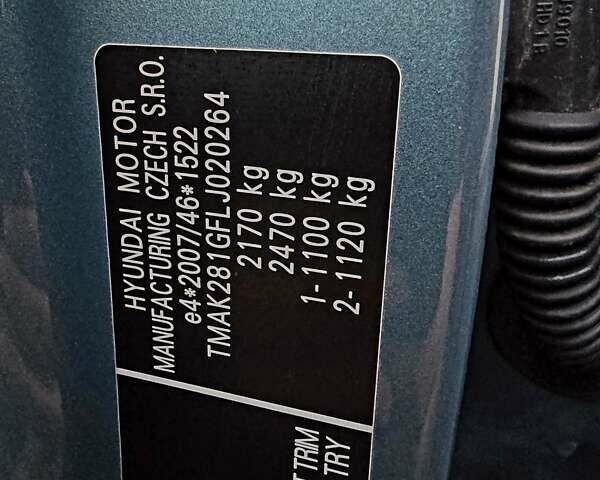 HYUNDAI MOTOR
MANUFACTURING CZECH S.R.O.
e4*2007/46*1522
TMAK281GFLJ020264
2170 kg
2470 kg
1-1100 kg
2-1120 kg
TRIM
TRY